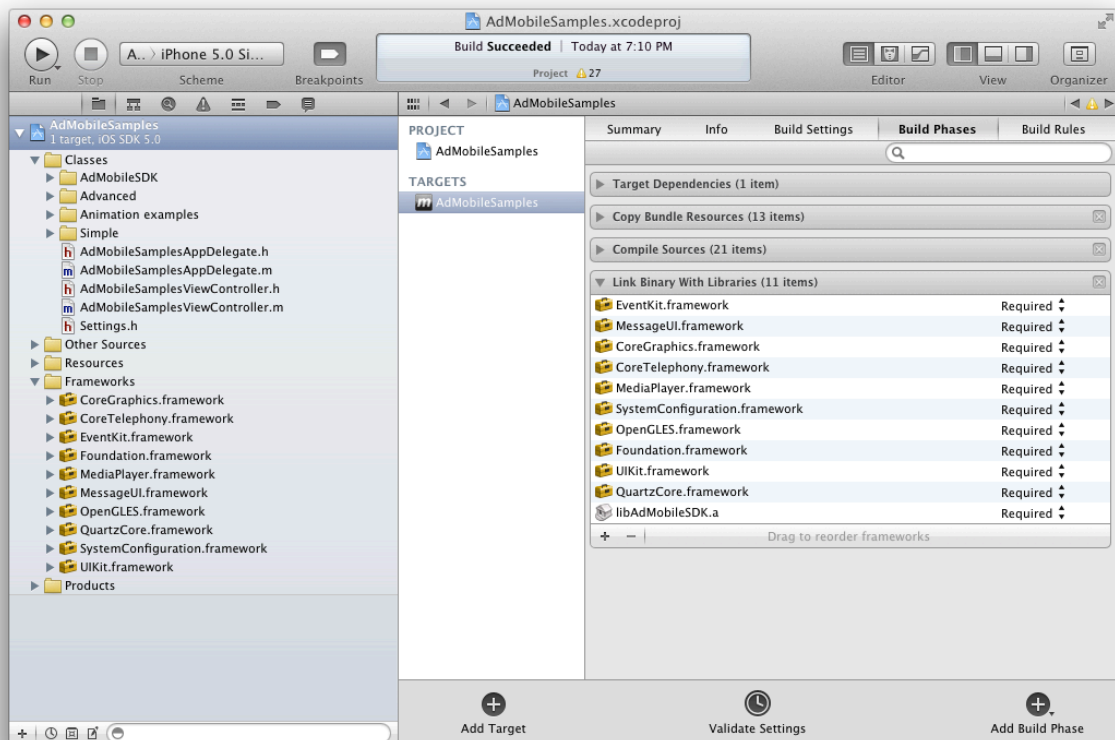 AdMobileSamples.xcodeproj
A.. › iPhone 5.0 Si...
Build Succeeded | Today at 7:10 PM
Project 27
Run
Stop
Scheme
Breakpoints
Editor
View
Organizer
AdMobileSamples
AdMobileSamples
1 target, iOS SDK 5.0
Classes
AdMobileSDK
Advanced
Animation examples
Simple
h AdMobileSamplesAppDelegate.h
m AdMobileSamplesAppDelegate.m
h AdMobileSamplesViewController.h
m AdMobileSamplesViewController.m
h Settings.h
Other Sources
Resources
Frameworks
CoreGraphics.framework
CoreTelephony.framework
EventKit.framework
Foundation.framework
MediaPlayer.framework
MessageUI.framework
OpenGLES.framework
QuartzCore.framework
SystemConfiguration.framework
UIKit.framework
Products
PROJECT
AdMobileSamples
TARGETS
AdMobileSamples
Summary Info Build Settings Build Phases Build Rules
Target Dependencies (1 item)
Copy Bundle Resources (13 items)
Compile Sources (21 items)
Link Binary With Libraries (11 items)
EventKit.framework Required
MessageUI.framework Required
CoreGraphics.framework Required
CoreTelephony.framework Required
MediaPlayer.framework Required
SystemConfiguration.framework Required
OpenGLES.framework Required
Foundation.framework Required
UIKit.framework Required
QuartzCore.framework Required
libAdMobileSDK.a Required
+ − Drag to reorder frameworks
Add Target
Validate Settings
Add Build Phase